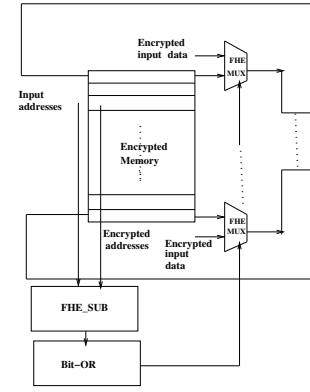 Encrypted
input data
FHE
MUX
Input
addresses
Encrypted
Memory
Encrypted
addresses
Encrypted
input
data
FHE
MUX
FHE_SUB
Bit-OR